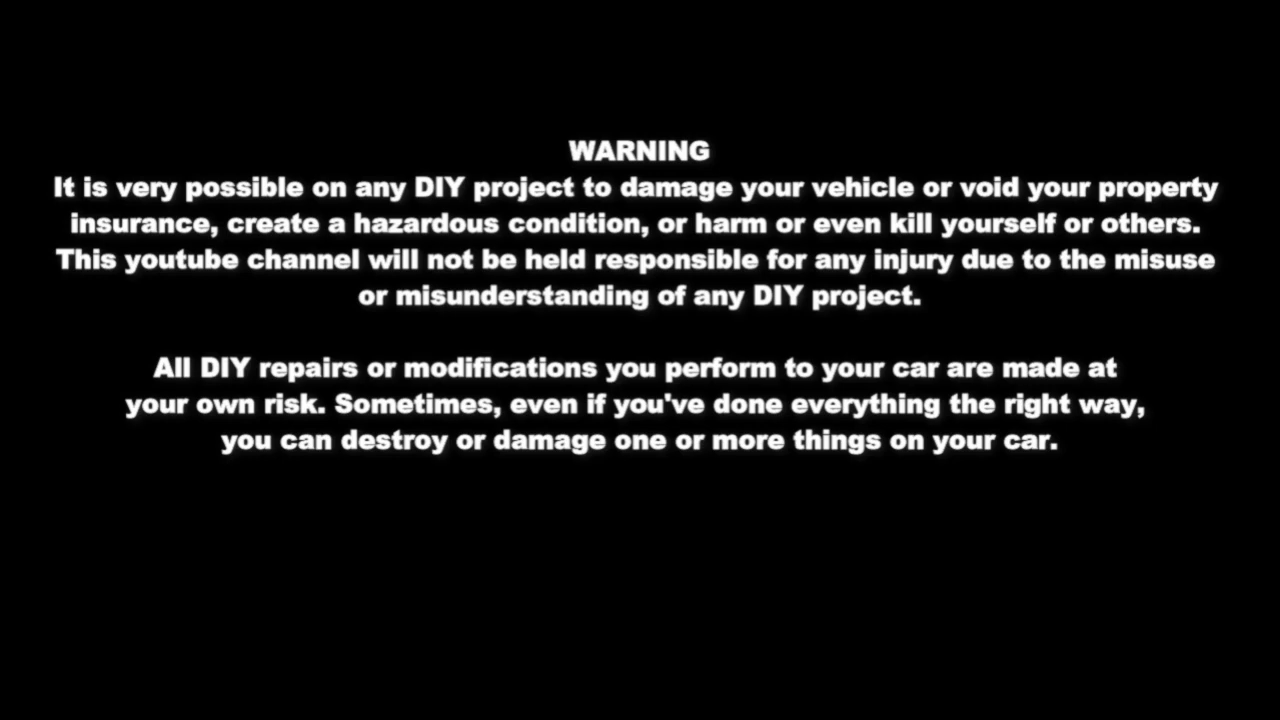 WARNING
It is very possible on any DIY project to damage your vehicle or void your property
insurance, create a hazardous condition, or harm or even kill yourself or others.
This youtube channel will not be held responsible for any injury due to the misuse
or misunderstanding of any DIY project.
All DIY repairs or modifications you perform to your car are made at
your own risk. Sometimes, even if you've done everything the right way,
you can destroy or damage one or more things on your car.